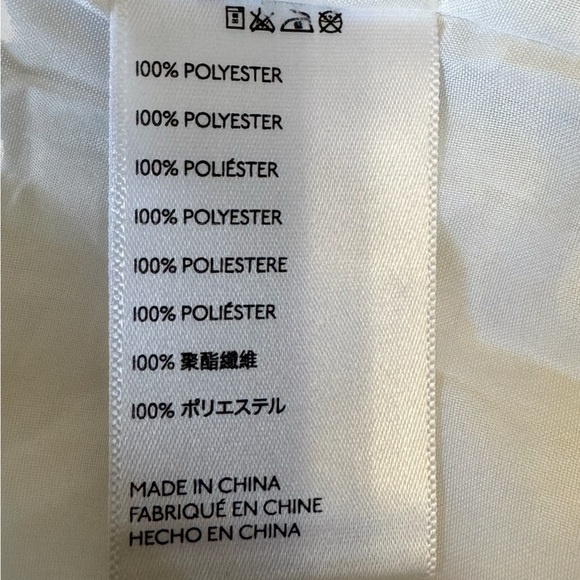 100% POLYESTER
100% POLYESTER
100% POLIÉSTER
100% POLYESTER
100% POLIESTERE
100% POLIÉSTER
100% 聚酯纖維
100% ポリエステル
MADE IN CHINA
FABRIQUÉ EN CHINE
HECHO EN CHINA